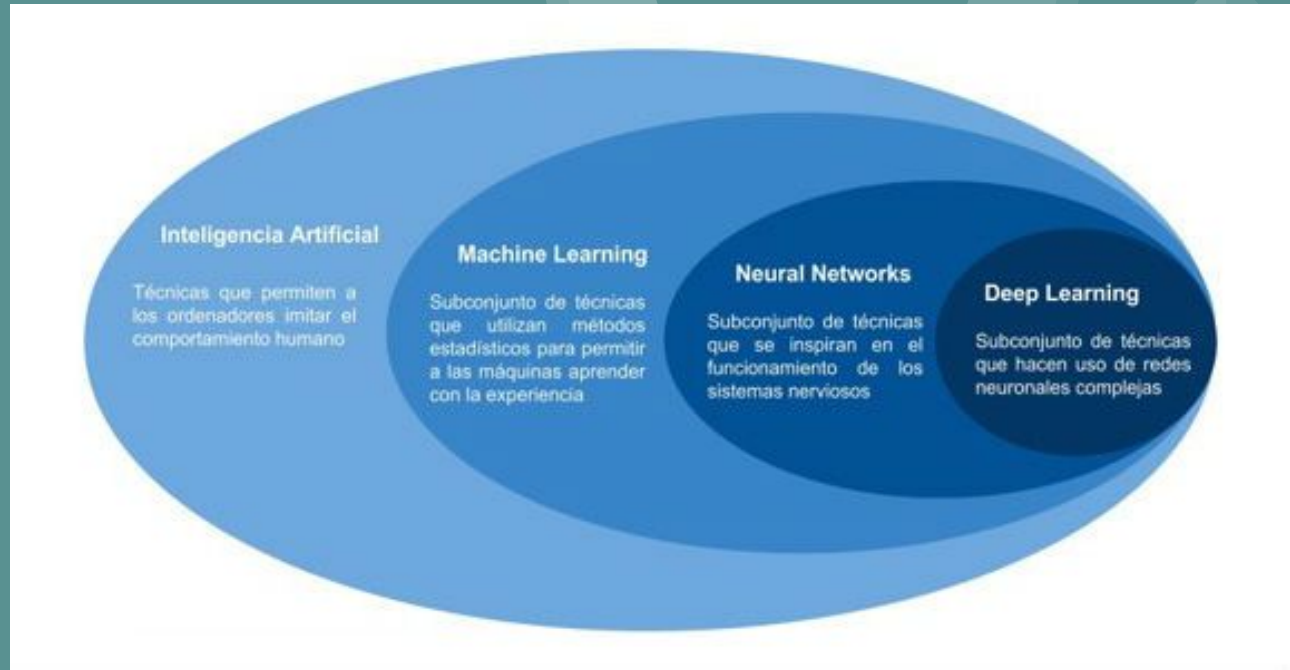 Inteligencia Artificial
Técnicas que permiten a
los ordenadores imitar el
comportamiento humano
Machine Learning
Subconjunto de técnicas
que utilizan métodos
estadísticos para permitir
a las máquinas aprender
con la experiencia
Neural Networks
Subconjunto de técnicas
que se inspiran en el
funcionamiento de los
sistemas nerviosos
Deep Learning
Subconjunto de técnicas
que hacen uso de redes
neuronales complejas